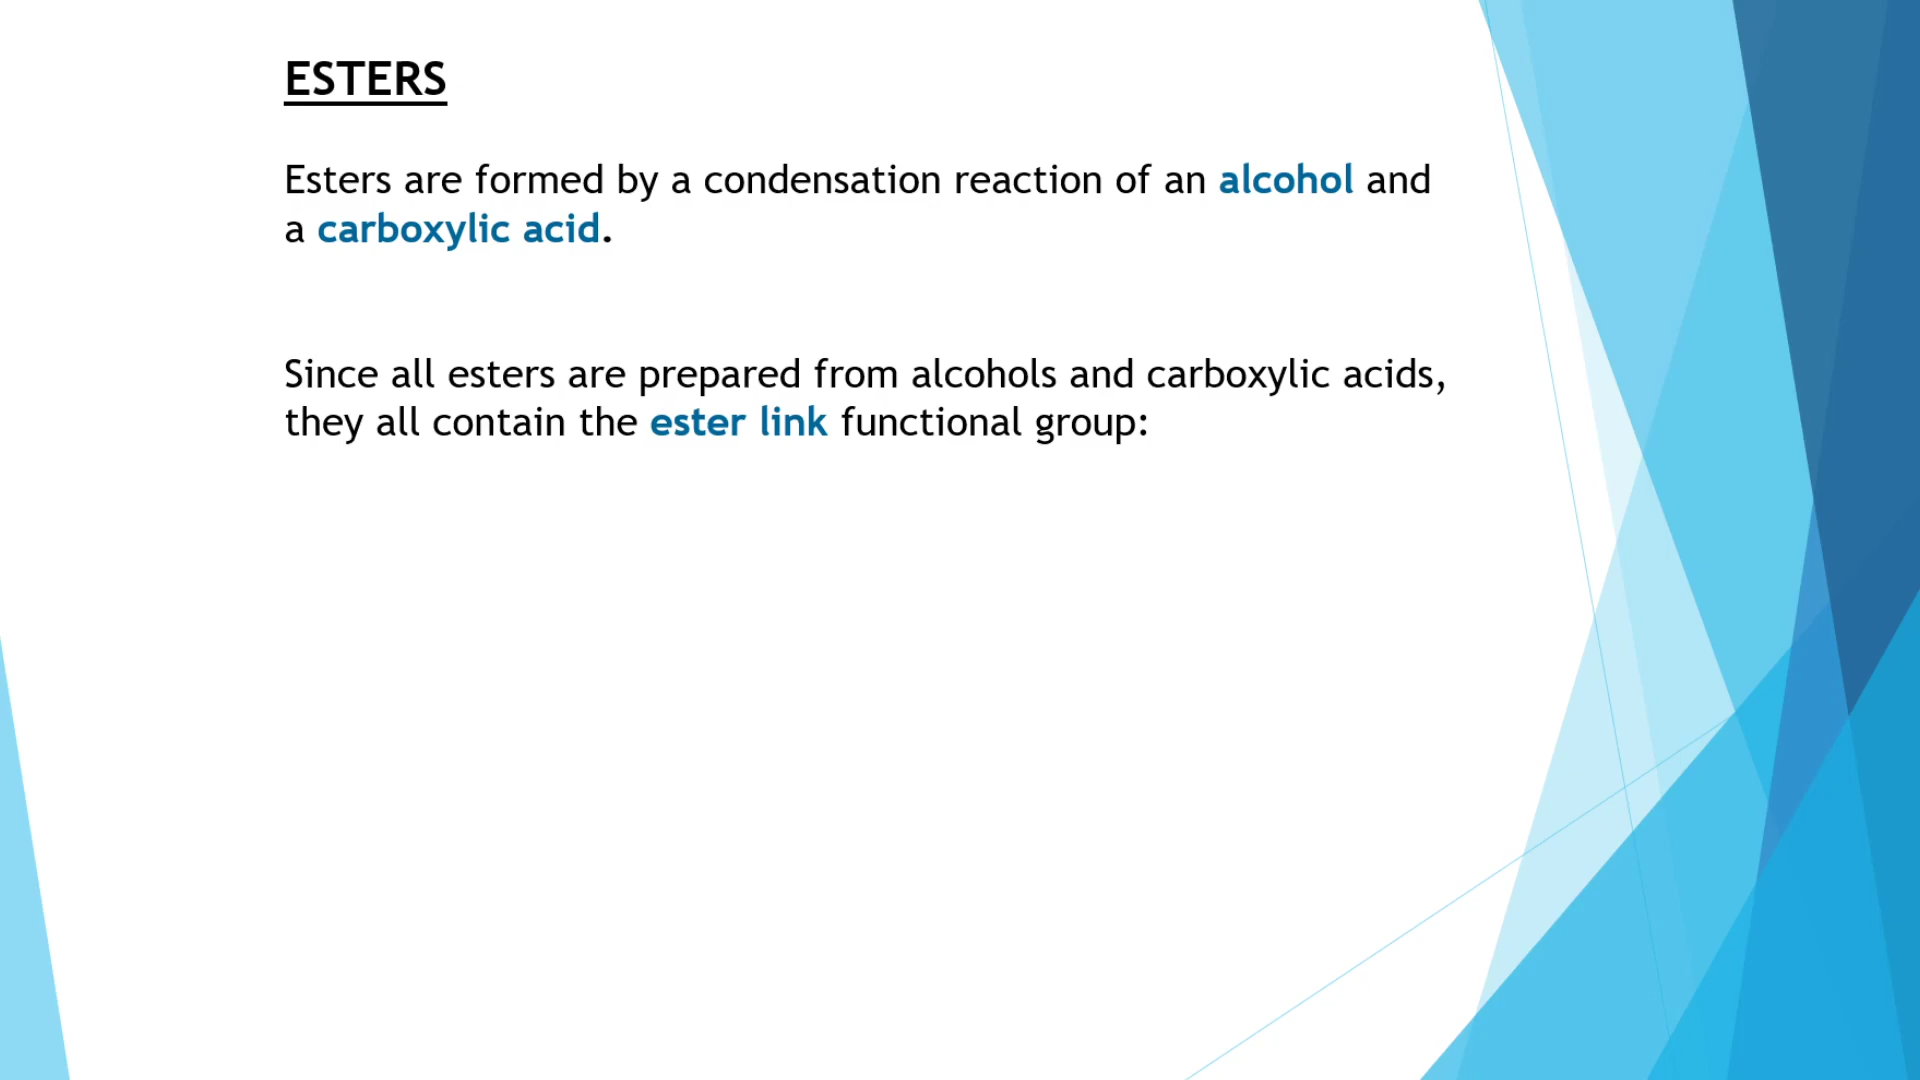 ESTERS
Esters are formed by a condensation reaction of an alcohol and
a carboxylic acid.
Since all esters are prepared from alcohols and carboxylic acids,
they all contain the ester link functional group: